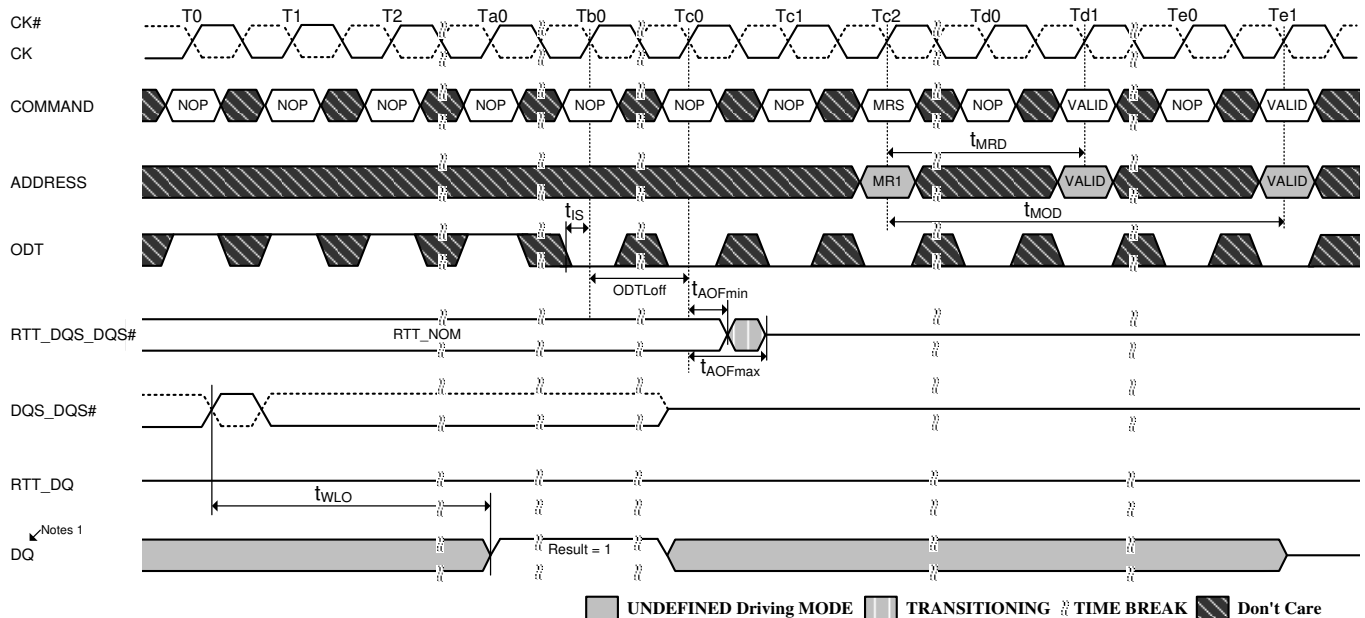 T0 T1 T2 Ta0 Tb0 Tc0 Tc1 Tc2 Td0 Td1 Te0 Te1
CK#
CK
COMMAND NOP NOP NOP NOP NOP NOP NOP MRS NOP VALID NOP VALID
tMRD
ADDRESS MR1 VALID VALID
tIS tMOD
ODT
ODTLoff tAOFmin
RTT_DQS_DQS# RTT_NOM
tAOFmax
DQS_DQS#
RTT_DQ
tWLO
Notes 1
DQ Result = 1
UNDEFINED Driving MODE TRANSITIONING TIME BREAK Don't Care